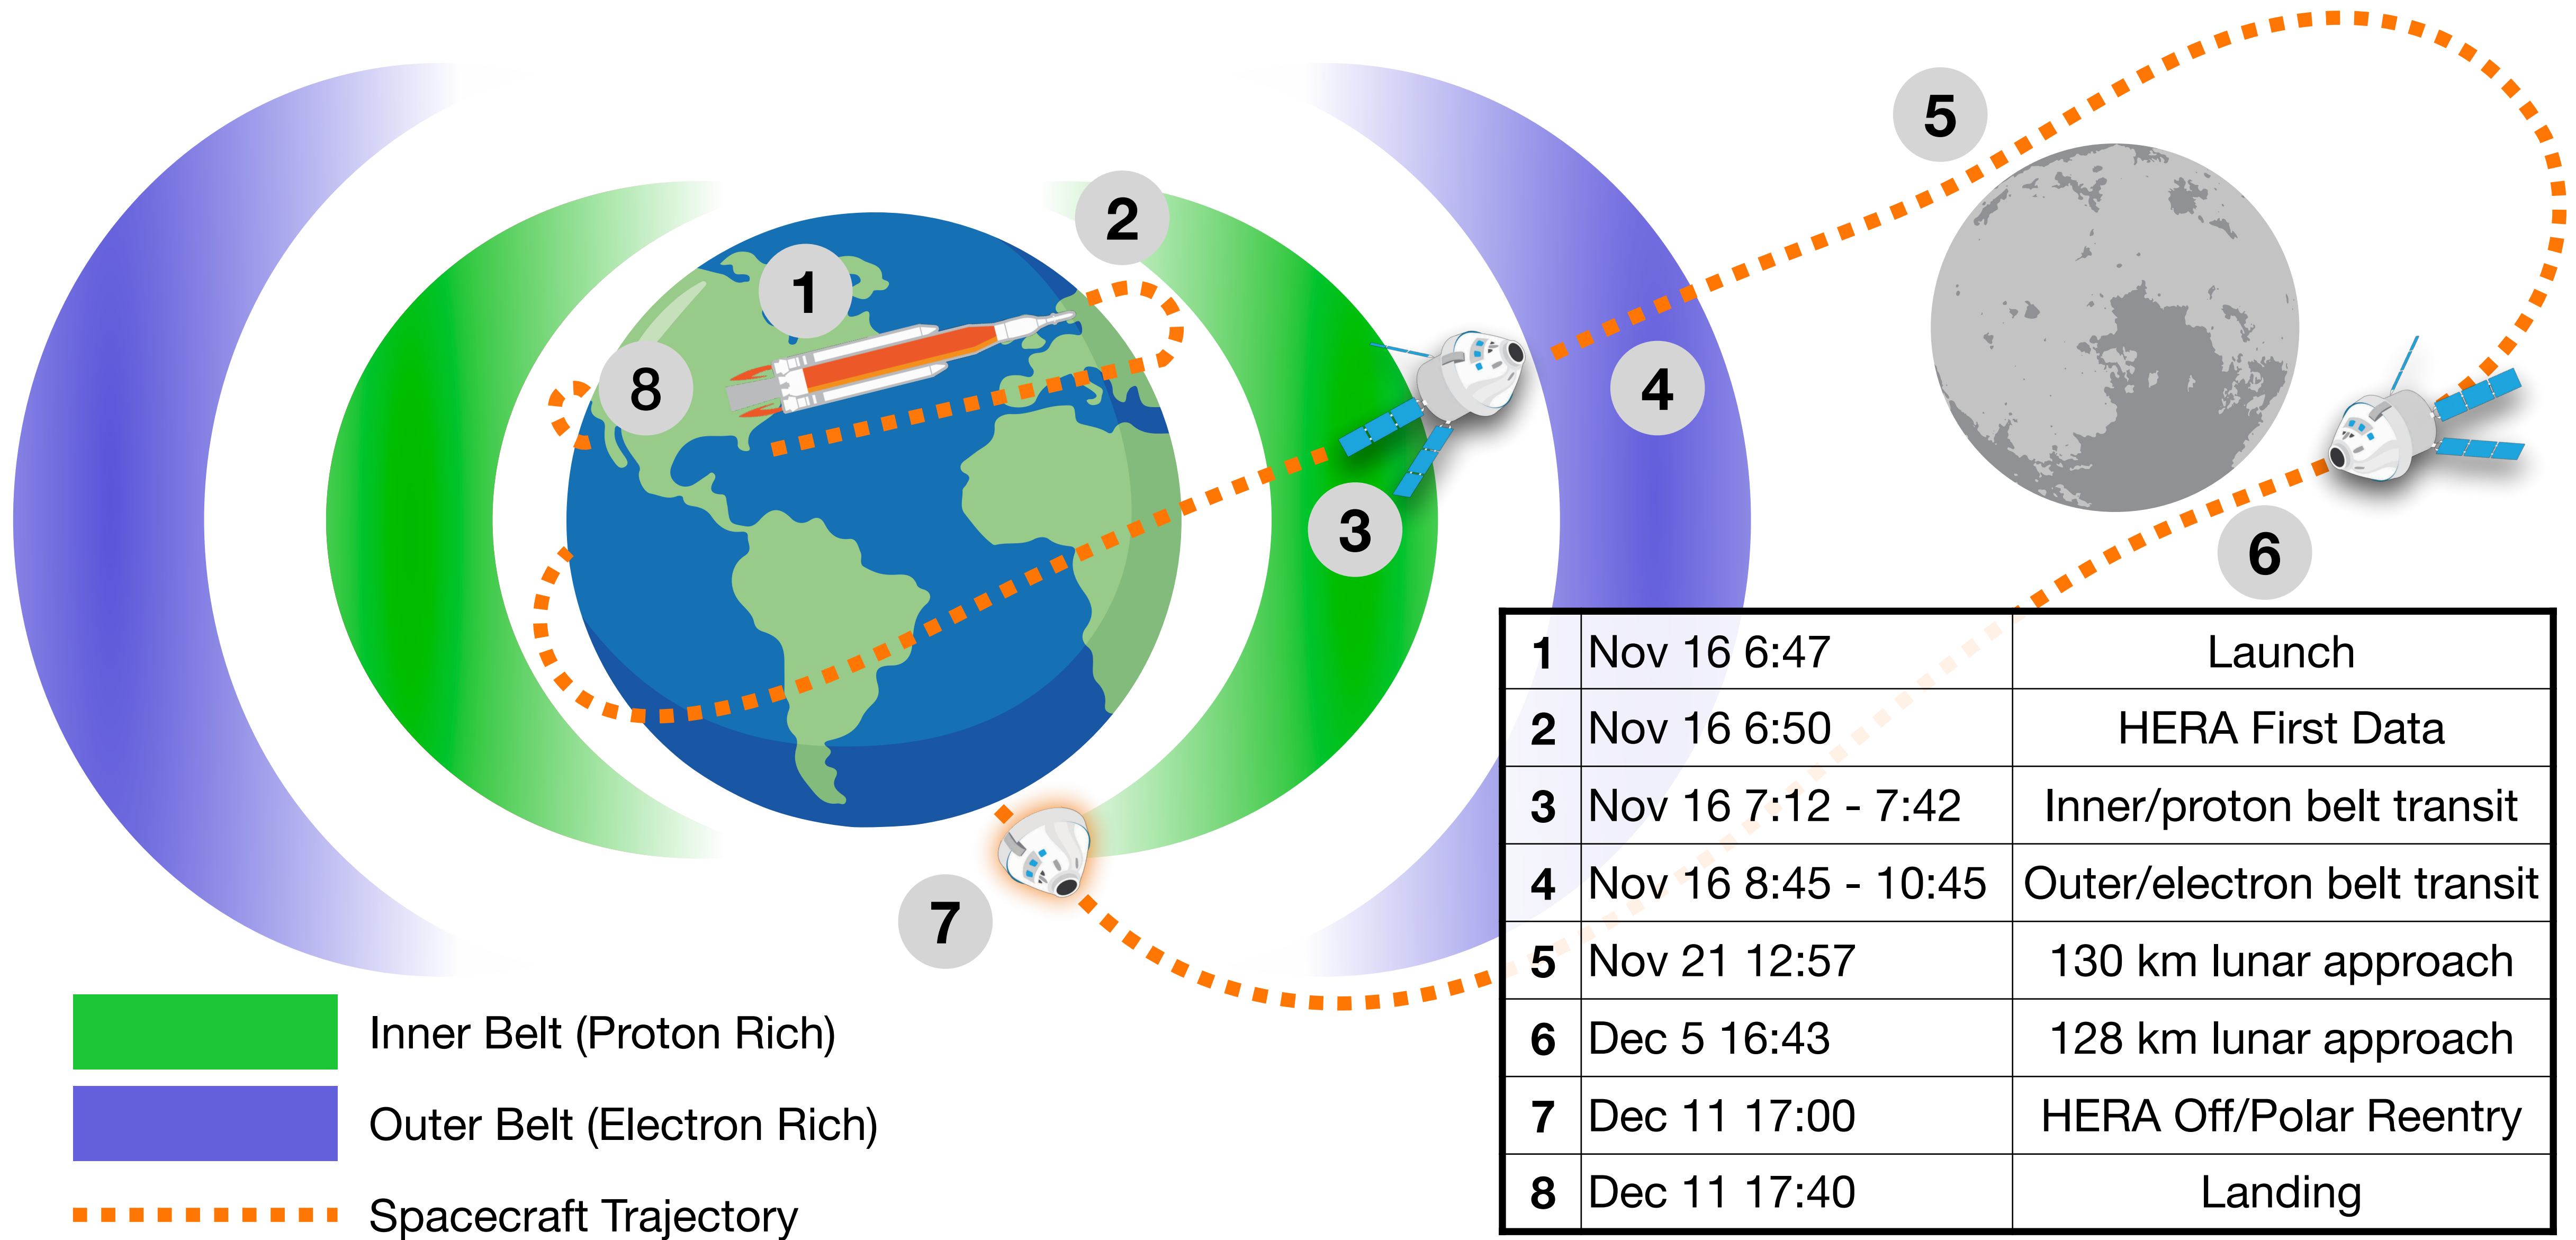 5
2
1
8
4
3
6
7
1 Nov 16 6:47 Launch
2 Nov 16 6:50 HERA First Data
3 Nov 16 7:12 - 7:42 Inner/proton belt transit
4 Nov 16 8:45 - 10:45 Outer/electron belt transit
5 Nov 21 12:57 130 km lunar approach
6 Dec 5 16:43 128 km lunar approach
7 Dec 11 17:00 HERA Off/Polar Reentry
8 Dec 11 17:40 Landing
Inner Belt (Proton Rich)
Outer Belt (Electron Rich)
Spacecraft Trajectory